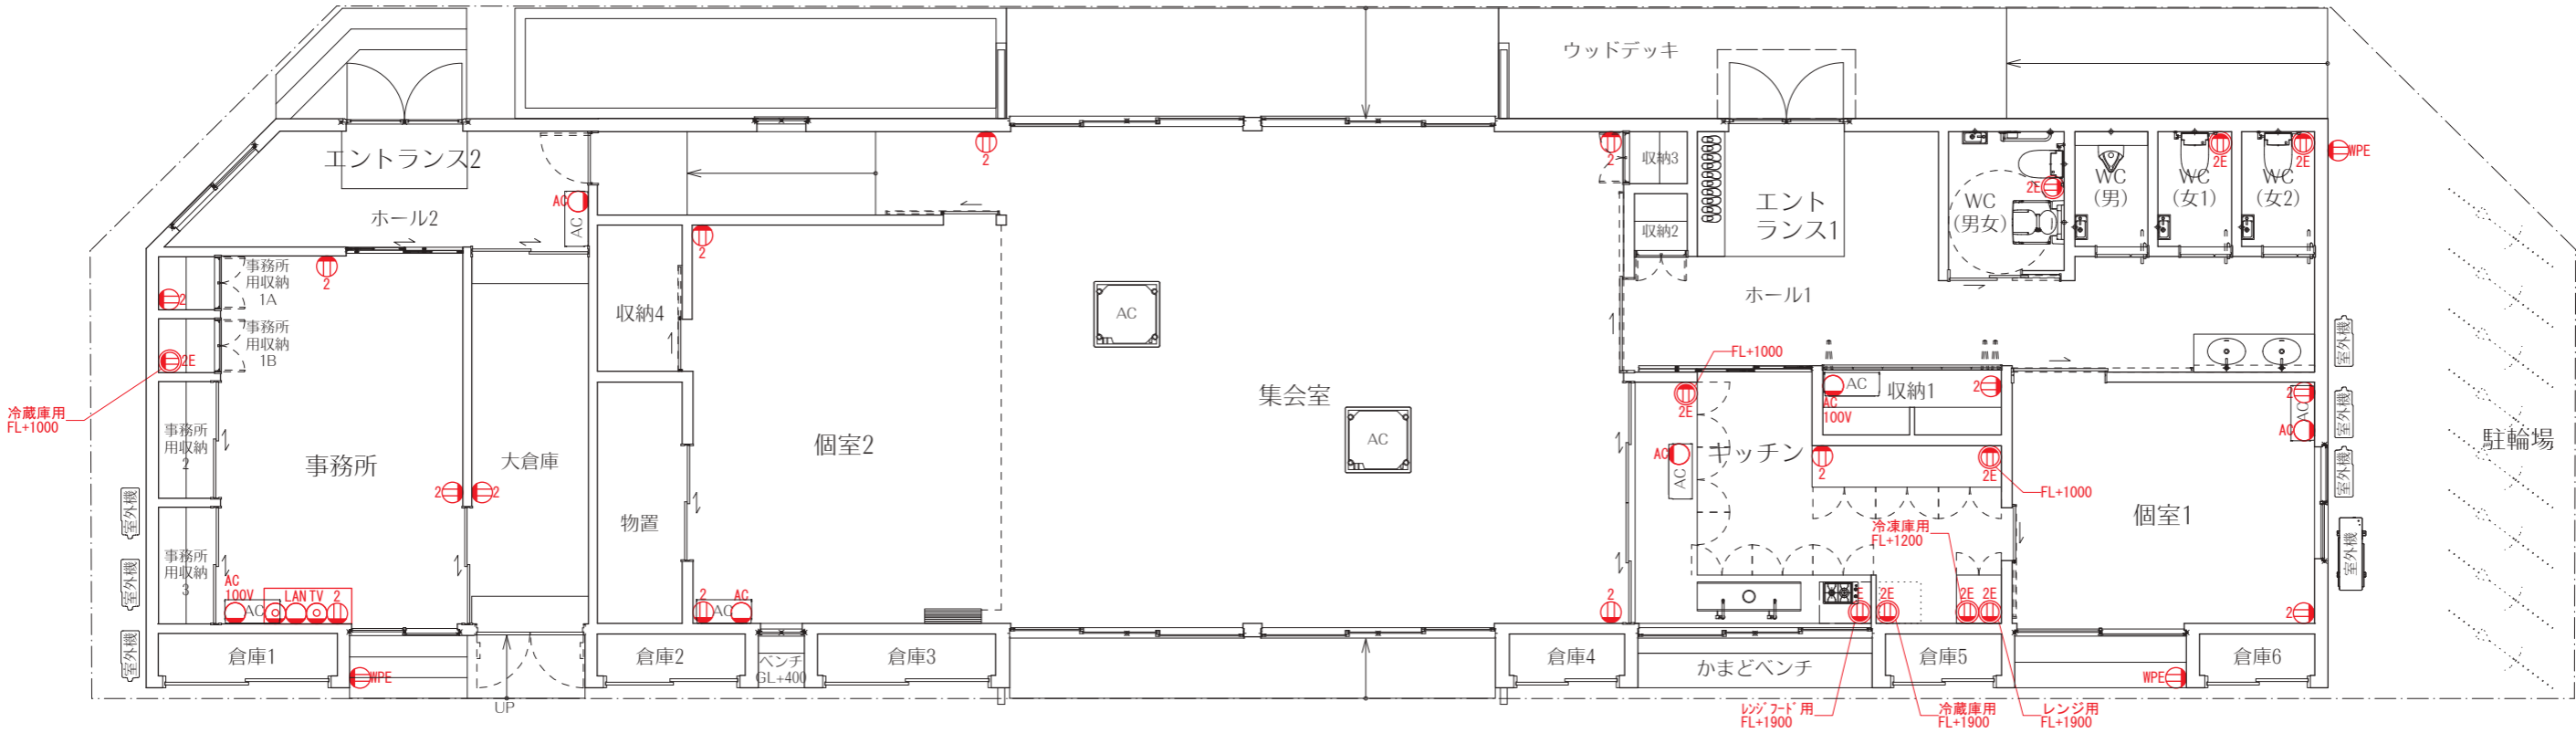 ウッドデッキ
エントランス2
ホール2
AC
AC
2
2
収納3
収納2
エント
ランス1
WC
(男女)
2E
WC
(男)
WC
(女1)
2E
WC
(女2)
2E
WPE
事務所
用収納
1A
2
2
事務所
用収納
1B
2E
冷蔵庫用
FL+1000
事務所
用収納
2
事務所
用収納
3
事務所
AC
100V
AC
LAN TV 2
2
2
大倉庫
収納4
物置
2
個室2
2
AC
AC
AC
集会室
AC
2
ホール1
FL+1000
2E
AC
AC
キッチン
AC
AC
100V
収納1
2
2
2E
FL+1000
冷凍庫用
FL+1200
E
2E
2E
2E
2
AC
AC
個室1
2
室外機
室外機
室外機
室外機
駐輪場
室外機
室外機
室外機
倉庫1
WPE
UP
倉庫2
ベンチ
GL+400
倉庫3
倉庫4
かまどベンチ
倉庫5
WPE
倉庫6
ﾚﾝｼﾞﾌｰﾄﾞ用
FL+1900
冷蔵庫用
FL+1900
レンジ用
FL+1900